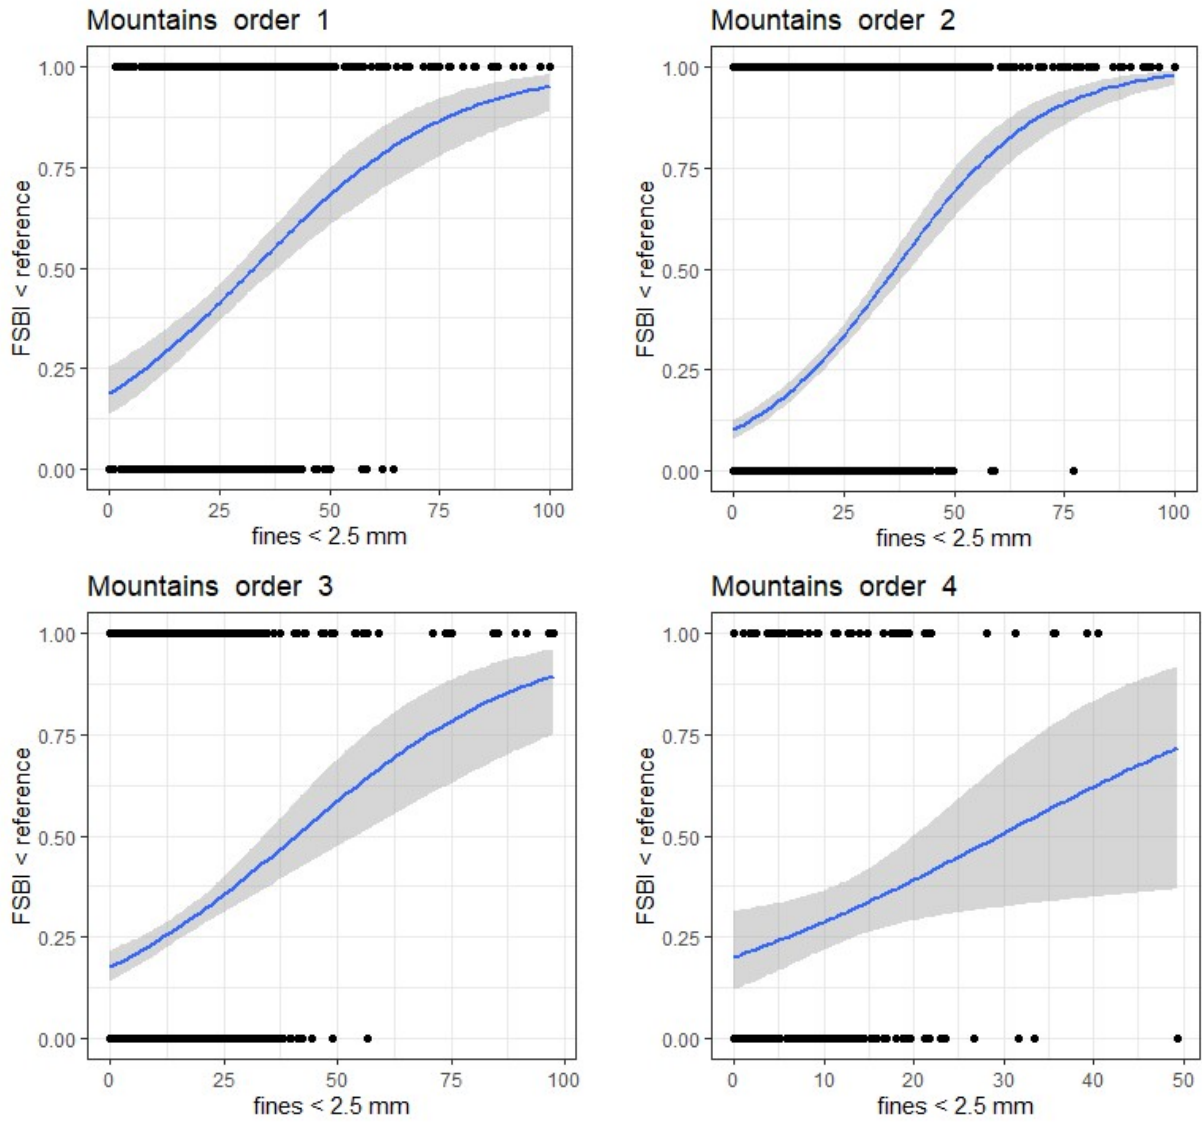 Mountains order 1
1.00
0.75
0.50
0.25
0.00
FSBI < reference
0 25 50 75 100
fines < 2.5 mm
Mountains order 2
1.00
0.75
0.50
0.25
0.00
FSBI < reference
0 25 50 75 100
fines < 2.5 mm
Mountains order 3
1.00
0.75
0.50
0.25
0.00
FSBI < reference
0 25 50 75 100
fines < 2.5 mm
Mountains order 4
1.00
0.75
0.50
0.25
0.00
FSBI < reference
0 10 20 30 40 50
fines < 2.5 mm